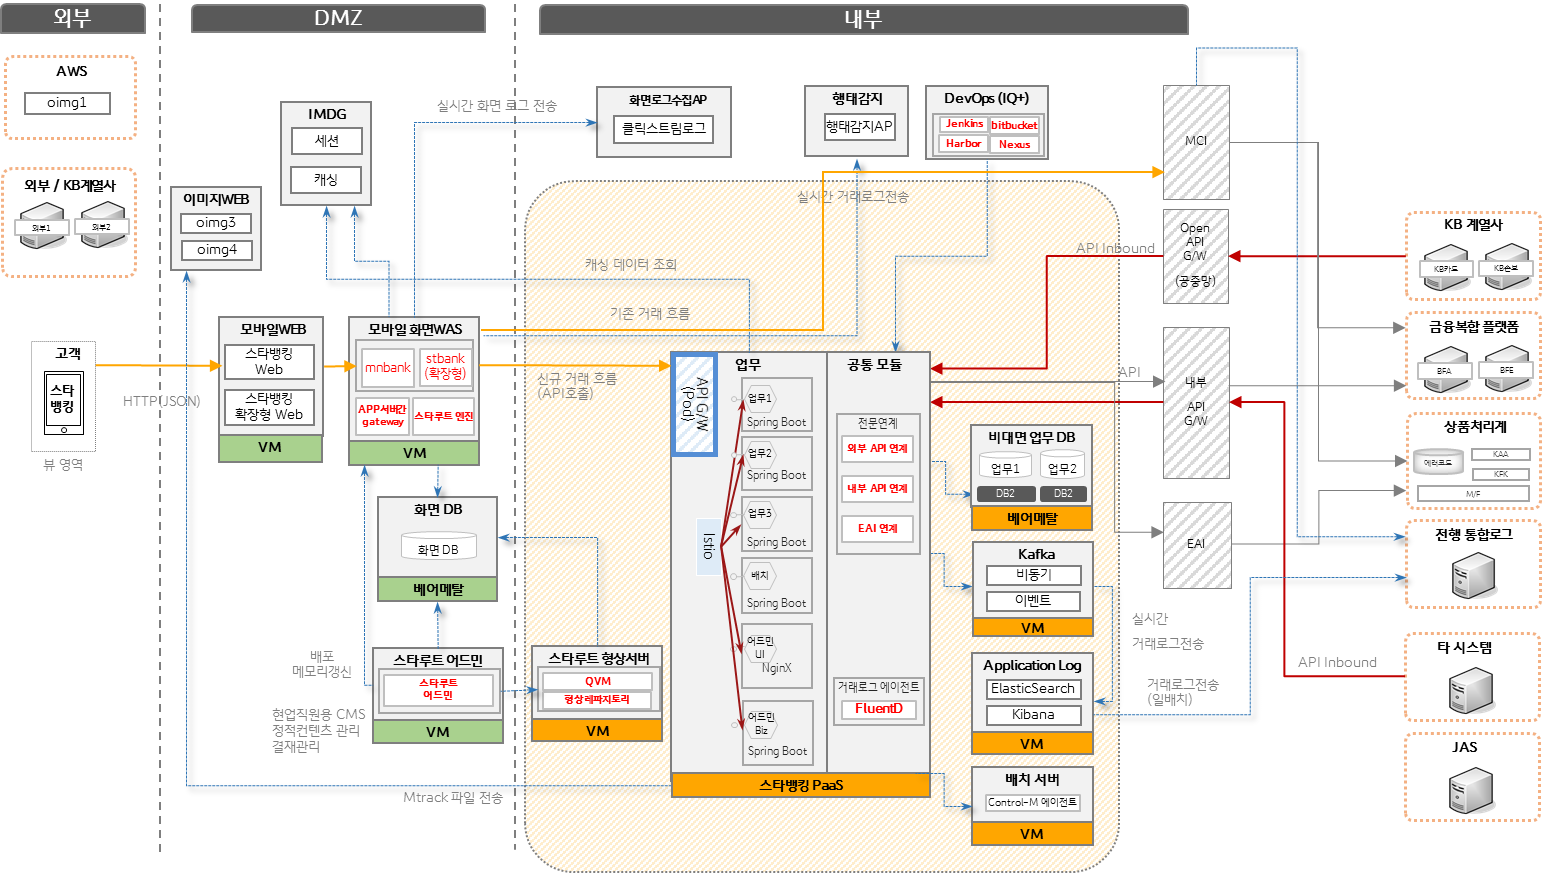 외부
DMZ
내부
AWS
oimg1
외부 / KB계열사
외부1
외부2
고객
스타
뱅킹
뷰 영역
HTTP(JSON)
이미지WEB
oimg3
oimg4
IMDG
세션
캐싱
모바일WEB
스타뱅킹
Web
스타뱅킹
확장형 Web
VM
모바일 화면WAS
mnbank
stbank
(확장형)
APP서버간
gateway
스타루트 엔진
VM
화면 DB
화면 DB
베어메탈
스타루트 어드민
스타루트
어드민
VM
배포
메모리갱신
현업직원용 CMS
정적컨텐츠 관리
결재관리
Mtrack 파일 전송
실시간 화면 로그 전송
화면로그수집AP
클릭스트림로그
행태감지
행태감지AP
DevOps (IQ+)
Jenkins
bitbucket
Harbor
Nexus
실시간 거래로그전송
캐싱 데이터 조회
기존 거래 흐름
신규 거래 흐름
(API호출)
스타루트 형상서버
QVM
형상레파지토리
VM
API G/W
(Pod)
업무
업무1
Spring Boot
업무2
Spring Boot
업무3
Spring Boot
배치
Spring Boot
어드민
UI
NginX
어드민
Biz
Spring Boot
Istio
공통 모듈
전문연계
외부 API 연계
내부 API 연계
EAI 연계
거래로그 에이전트
FluentD
스타뱅킹 PaaS
비대면 업무 DB
업무1
업무2
DB2
DB2
베어메탈
Kafka
비동기
이벤트
VM
Application Log
ElasticSearch
Kibana
VM
배치 서버
Control-M 에이전트
VM
실시간
거래로그전송
거래로그전송
(일배치)
API Inbound
API
API Inbound
MCI
Open
API
G/W
(공중망)
내부
API
G/W
EAI
KB 계열사
KB카드
KB손보
금융복합 플랫폼
BFA
BFE
상품처리계
에러코드
KAA
KFK
M/F
전행 통합로그
타 시스템
JAS